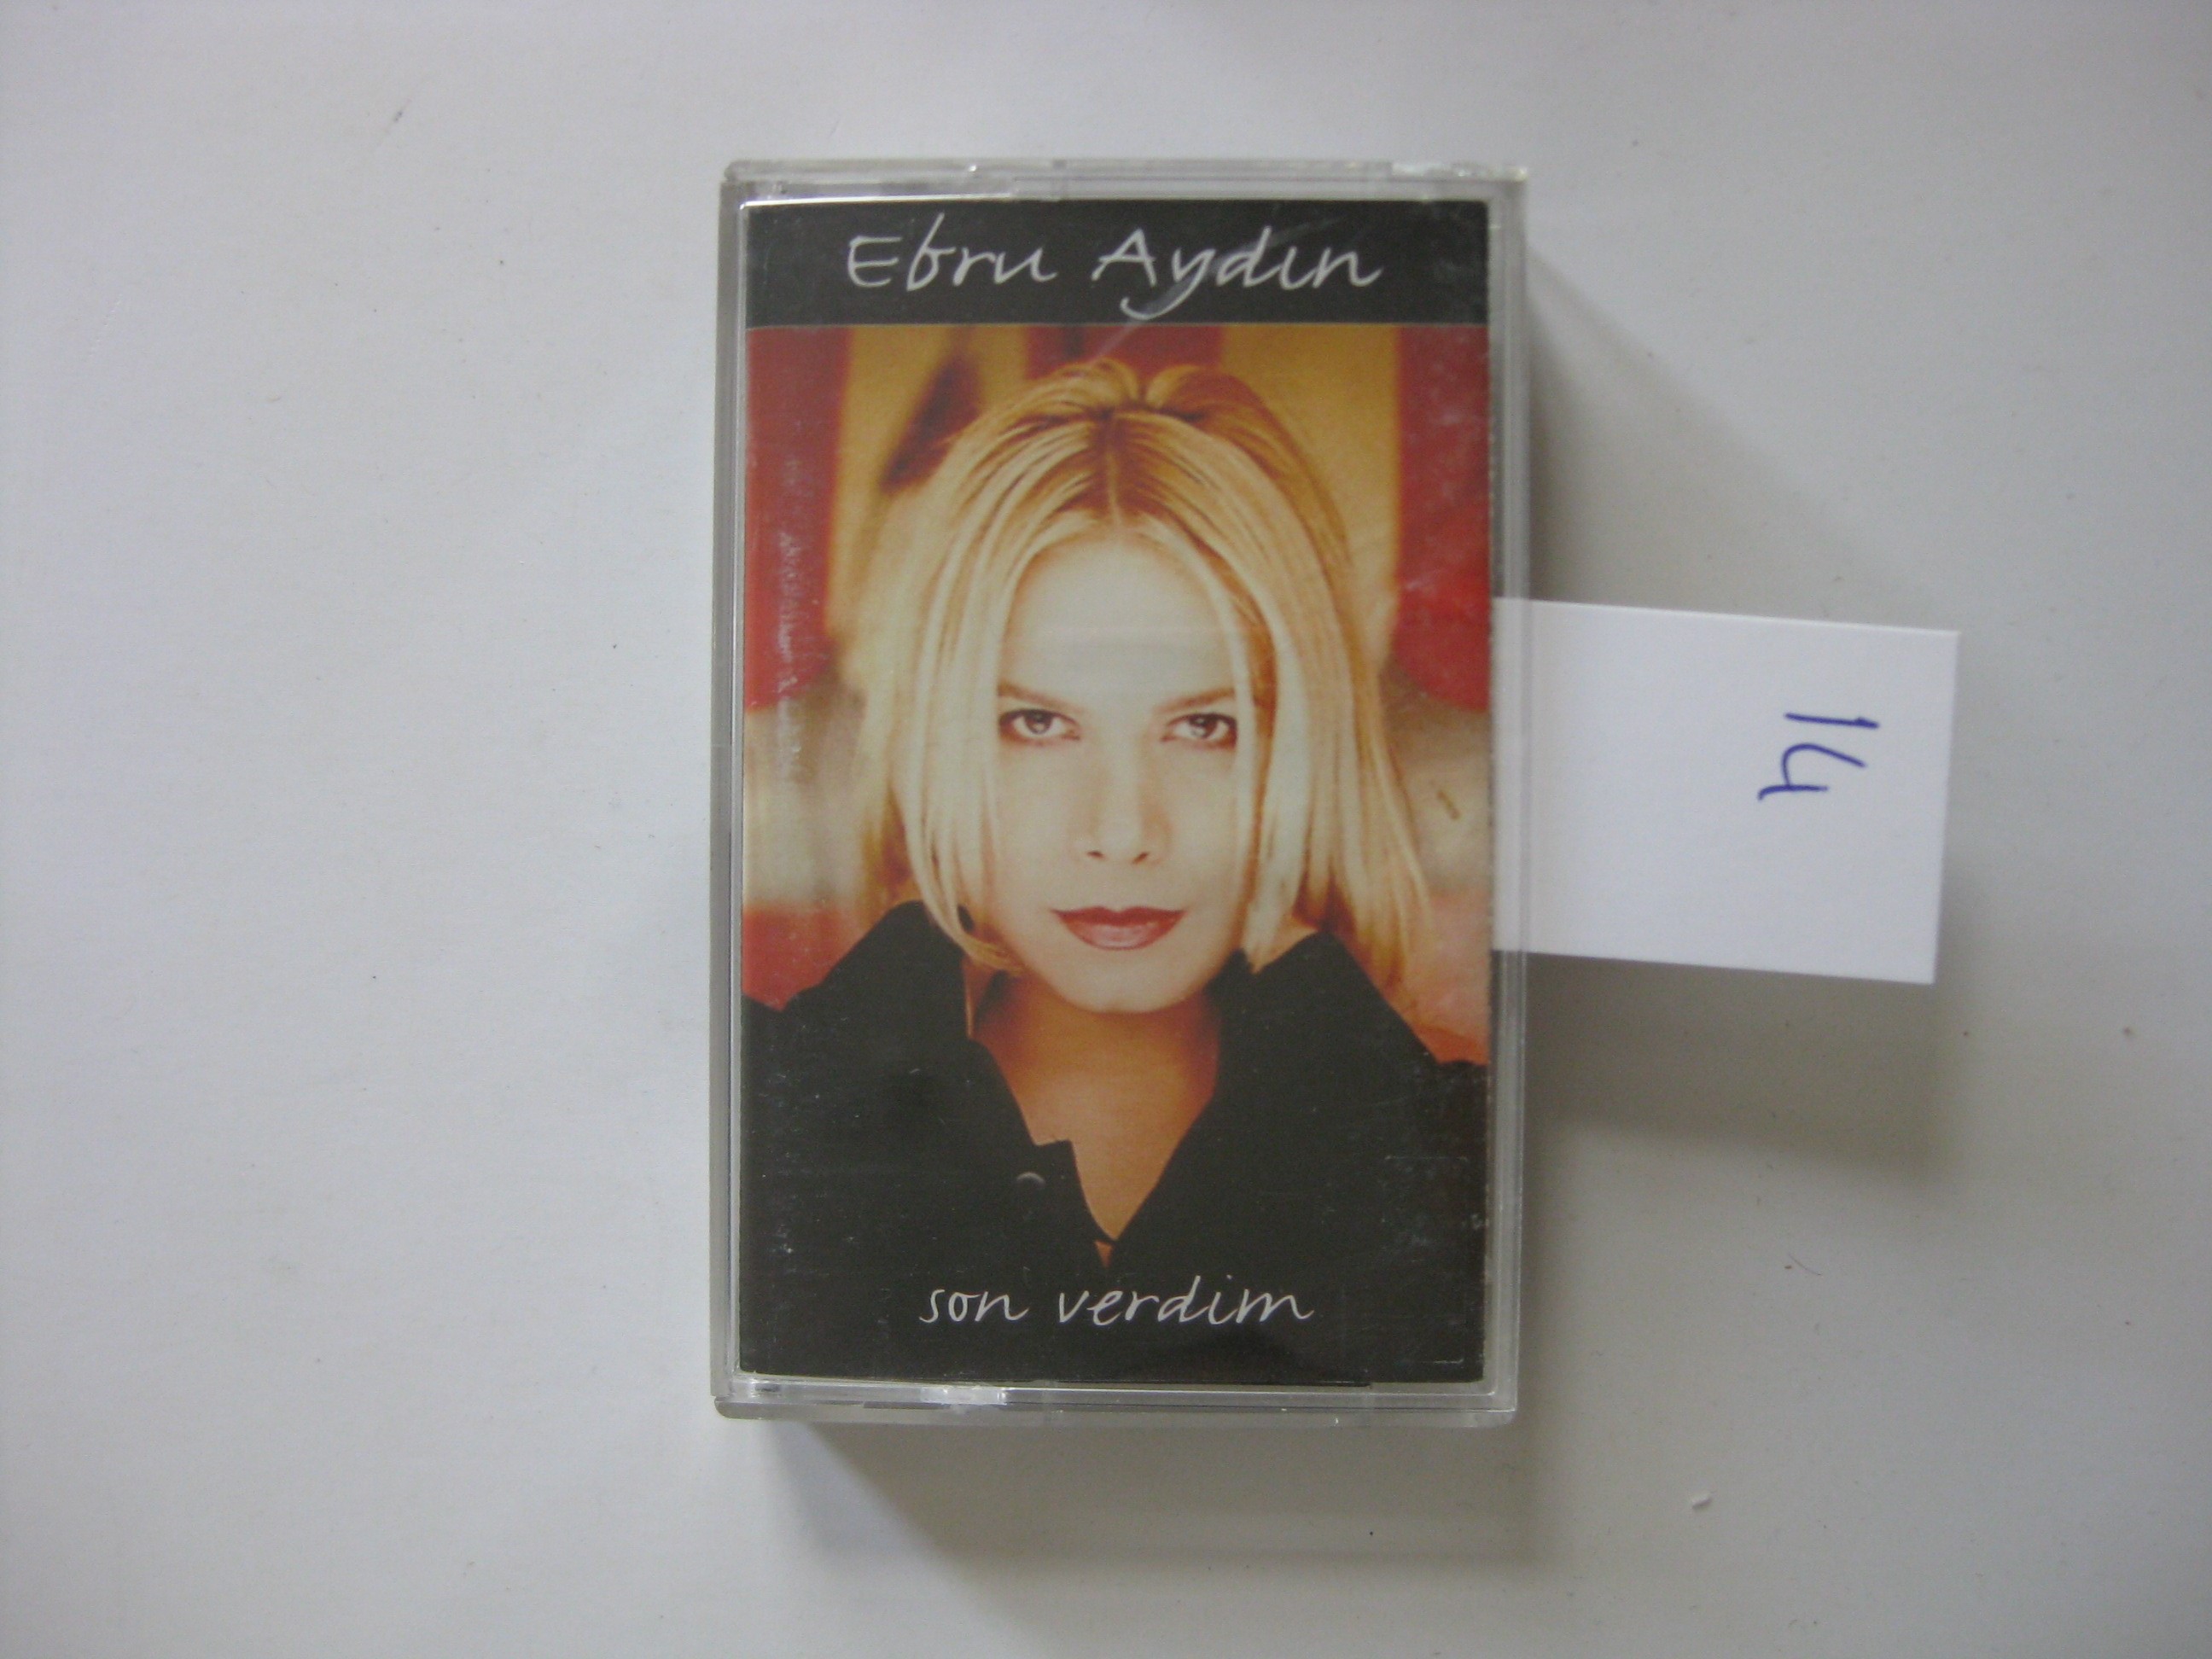 Ebru Aydın
14
son verdim